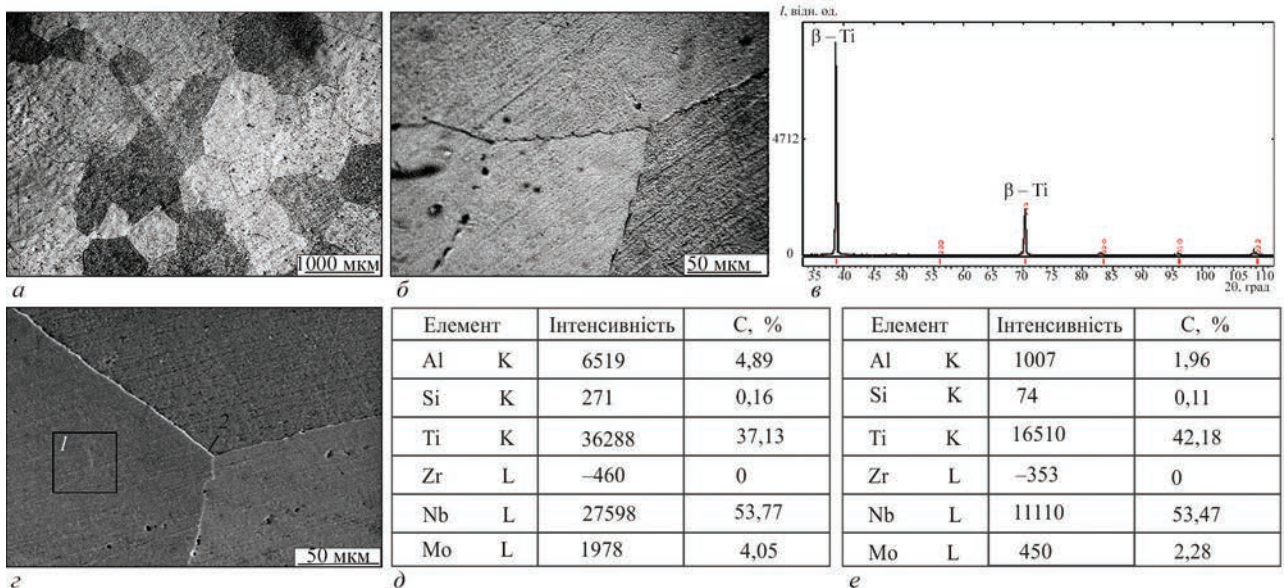 1000 мкм
а
50 мкм
б
I, відн. од.
β – Ti
4712
β – Ti
0
35 40 45 50 55 60 65 70 75 80 85 90 95 100 105 110
2θ, град
в
1
2
50 мкм
г
Елемент Інтенсивність C, %
Al K 6519 4,89
Si K 271 0,16
Ti K 36288 37,13
Zr L –460 0
Nb L 27598 53,77
Mo L 1978 4,05
д
Елемент Інтенсивність C, %
Al K 1007 1,96
Si K 74 0,11
Ti K 16510 42,18
Zr L –353 0
Nb L 11110 53,47
Mo L 450 2,28
е